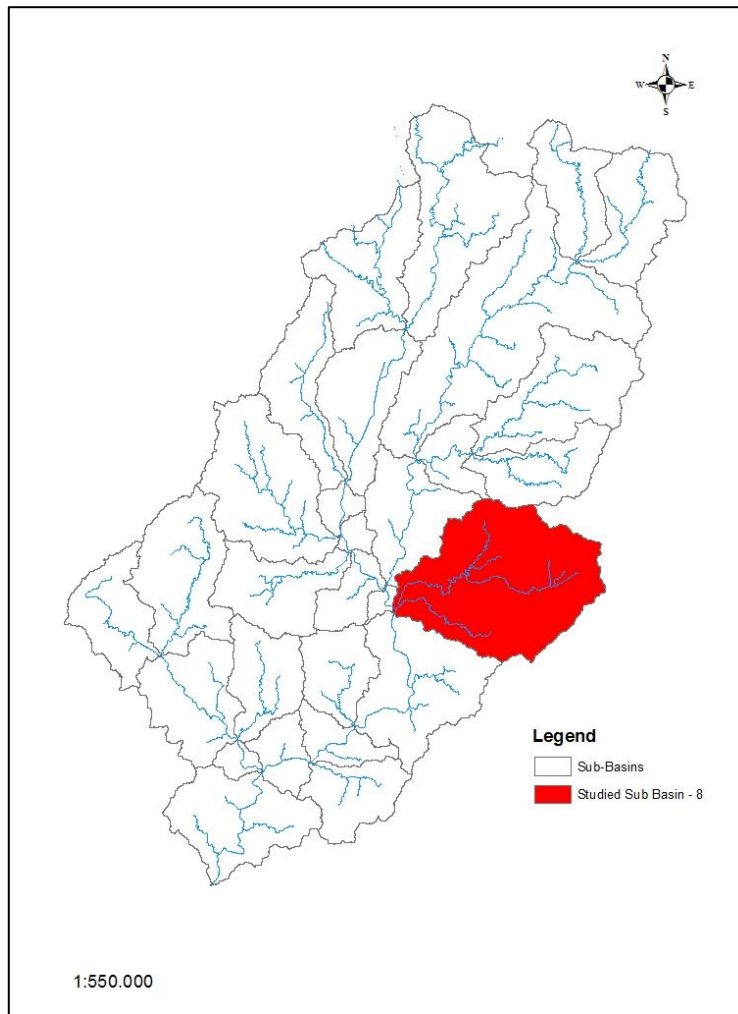 N
W E
S
Legend
Sub-Basins
Studied Sub Basin - 8
1:550.000